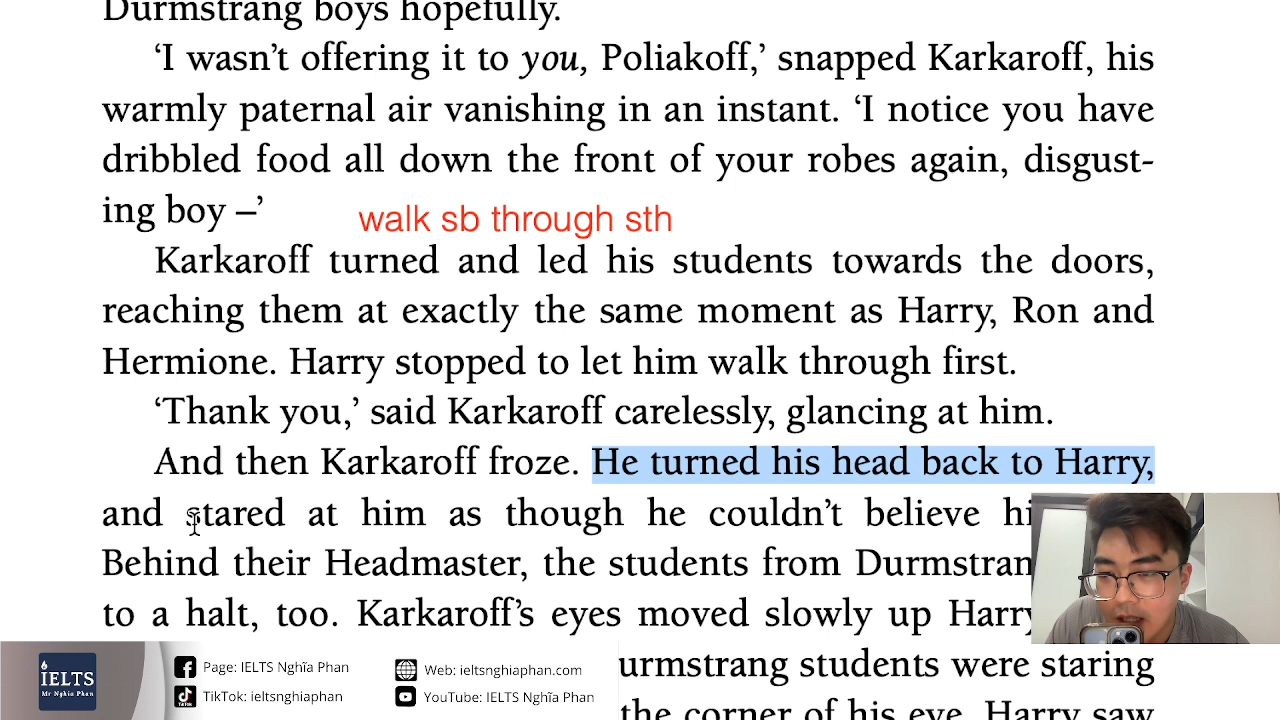 Durmstrang boys hopefully.
‘I wasn’t offering it to you, Poliakoff,’ snapped Karkaroff, his
warmly paternal air vanishing in an instant. ‘I notice you have
dribbled food all down the front of your robes again, disgust-
ing boy –’
walk sb through sth
Karkaroff turned and led his students towards the doors,
reaching them at exactly the same moment as Harry, Ron and
Hermione. Harry stopped to let him walk through first.
‘Thank you,’ said Karkaroff carelessly, glancing at him.
And then Karkaroff froze. He turned his head back to Harry,
and stared at him as though he couldn’t believe
Behind their Headmaster, the students from
to a halt, too. Karkaroff’s eyes moved slowly up
students were staring
the corner of his eye, Harry saw
IELTS
Mr Nghia Phan
Page: IELTS Nghĩa Phan
TikTok: ieltsnghiaphan
Web: ieltsnghiaphan.com
YouTube: IELTS Nghĩa Phan